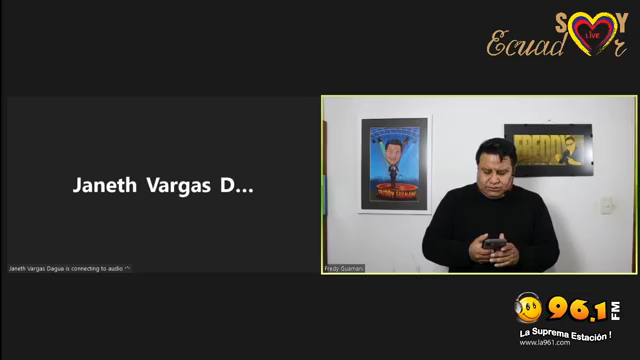 SOY
LIVE
Ecuador
Janeth Vargas D...
FREDDY
Janeth Vargas Dagua is connecting to audio
Fredy Guamani
96.1 FM
La Suprema Estación !
www.la961.com